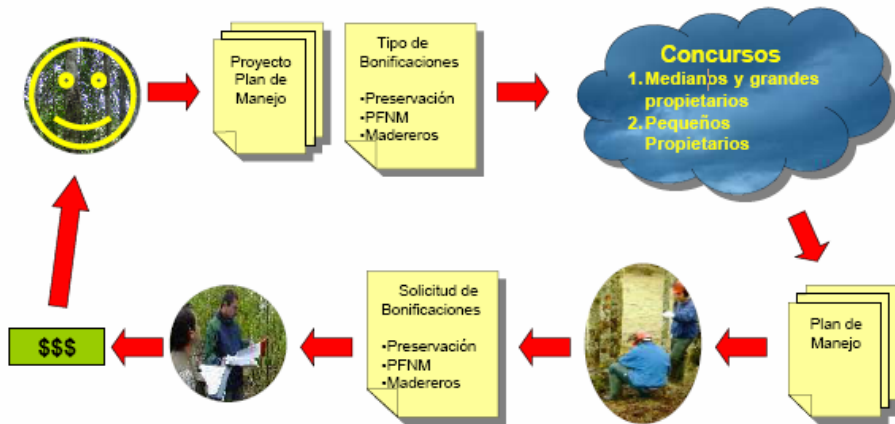 Proyecto
Plan de
Manejo
Tipo de
Bonificaciones
•Preservación
•PFNM
•Madereros
Concursos
1. Medianos y grandes
propietarios
2. Pequeños
Propietarios
Plan de
Manejo
Solicitud de
Bonificaciones
•Preservación
•PFNM
•Madereros
$$$